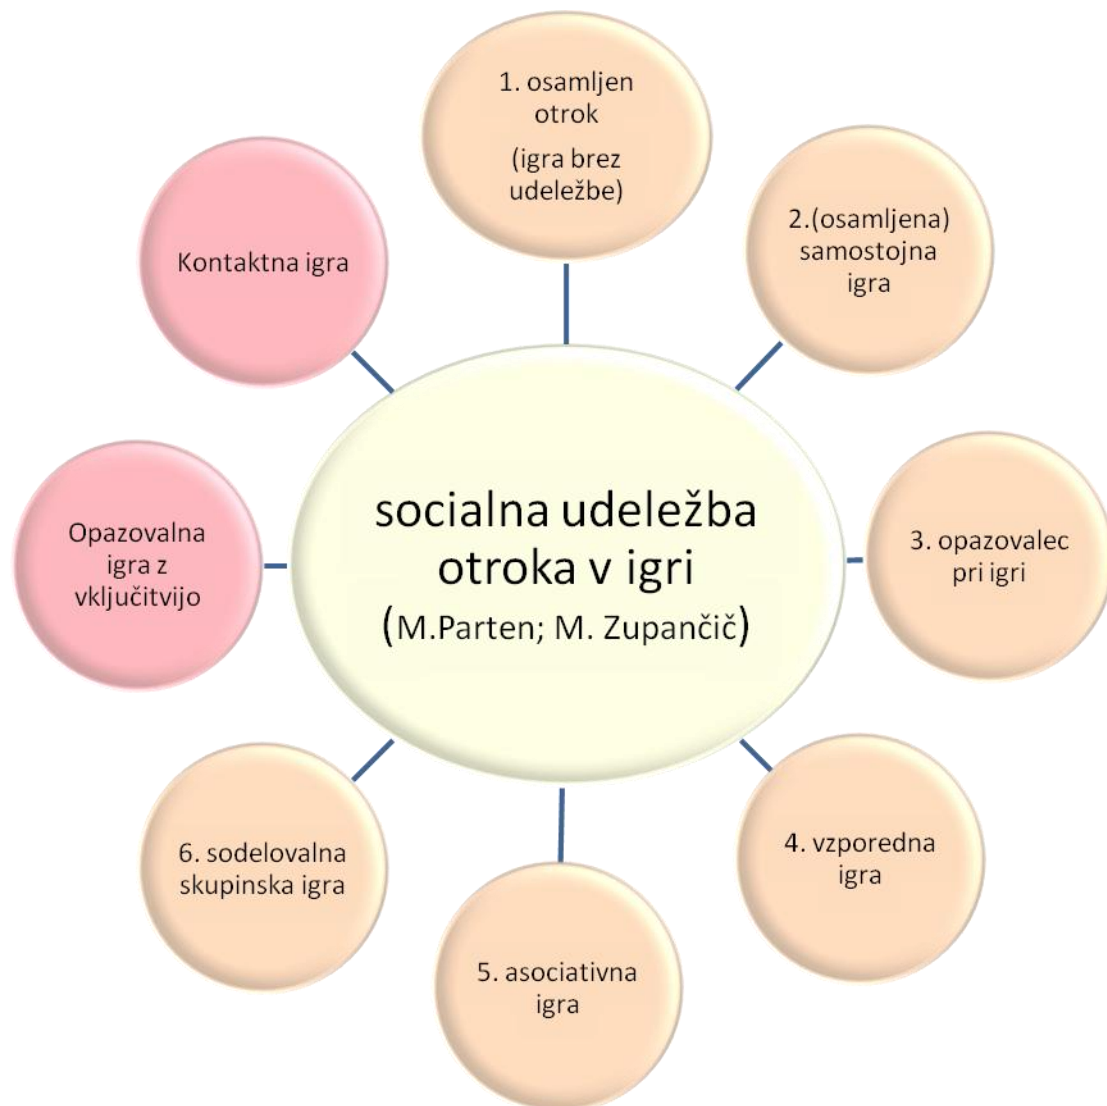 1. osamljen
otrok
(igra brez
udeležbe)
2.(osamljena)
samostojna
igra
3. opazovalec
pri igri
4. vzporedna
igra
5. asociativna
igra
6. sodelovalna
skupinska igra
Opazovalna
igra z
vključitvijo
Kontaktna igra
socialna udeležba
otroka v igri
(M.Parten; M. Zupančič)